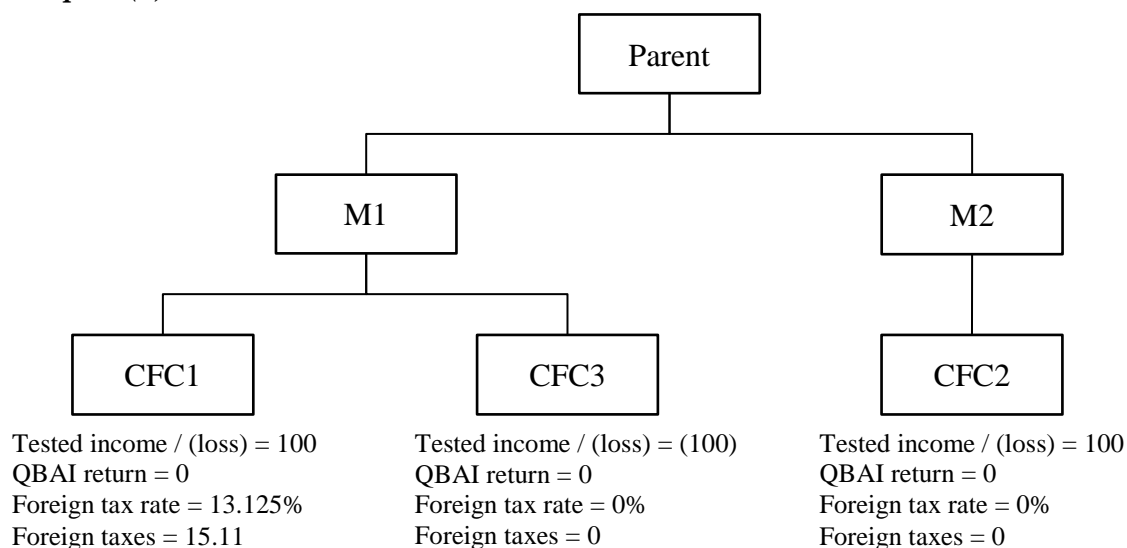 Parent
M1
M2
CFC1
CFC3
CFC2
Tested income / (loss) = 100
QBAI return = 0
Foreign tax rate = 13.125%
Foreign taxes = 15.11
Tested income / (loss) = (100)
QBAI return = 0
Foreign tax rate = 0%
Foreign taxes = 0
Tested income / (loss) = 100
QBAI return = 0
Foreign tax rate = 0%
Foreign taxes = 0